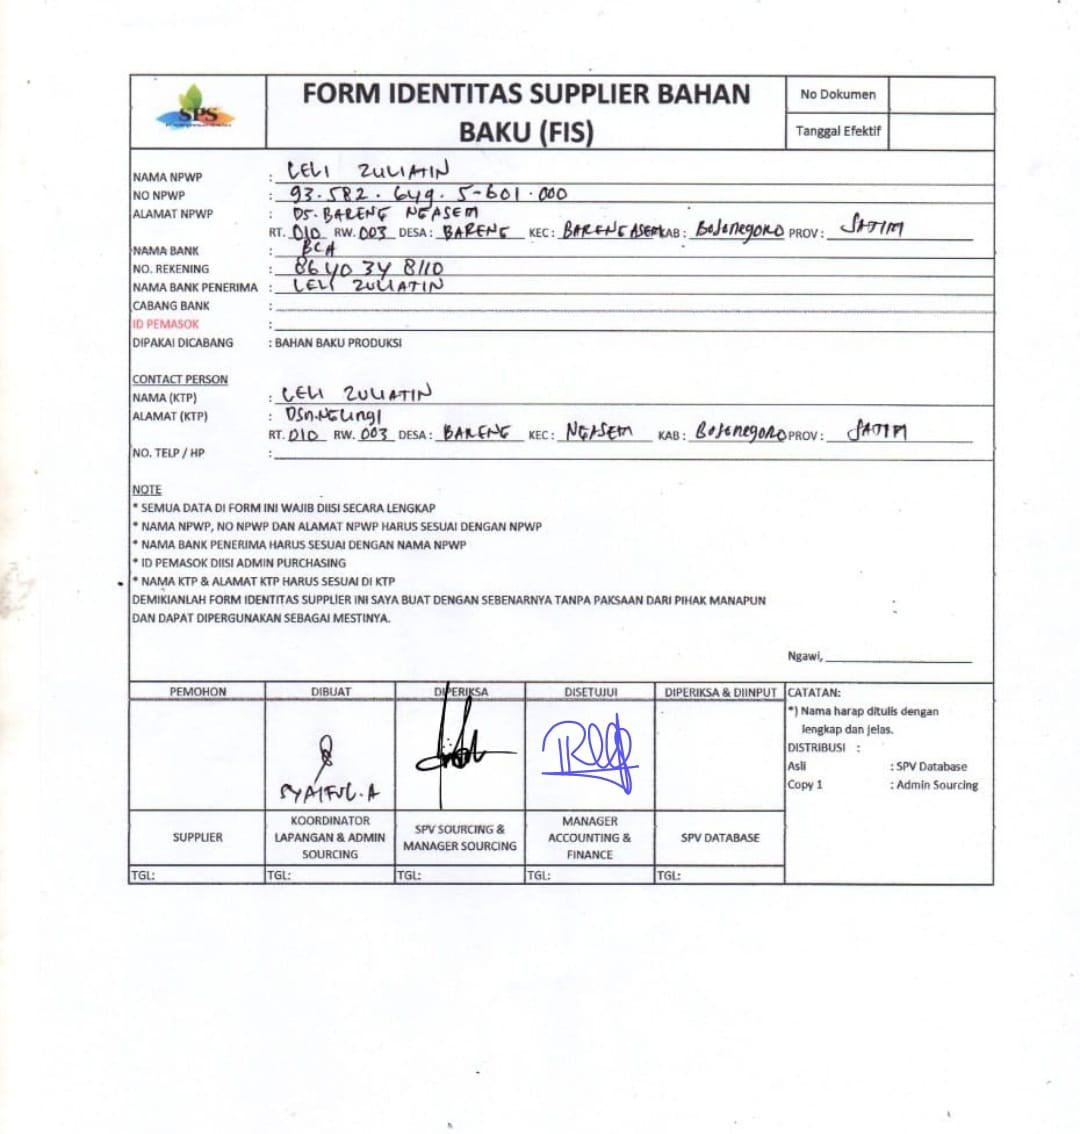 SPS
FORM IDENTITAS SUPPLIER BAHAN
BAKU (FIS)
No Dokumen
Tanggal Efektif
NAMA NPWP : LELI ZULIATIN
NO NPWP : 93.582.649.5-601.000
ALAMAT NPWP : DS. BARENG NGASEM
RT. 010 RW. 003 DESA : BARENG KEC : BARENG ASEM KAB : BoJonegoro PROV : JATIM
NAMA BANK : BCA
NO. REKENING : 8640 34 8110
NAMA BANK PENERIMA : LELI ZULIATIN
CABANG BANK :
ID PEMASOK :
DIPAKAI DICABANG : BAHAN BAKU PRODUKSI
CONTACT PERSON
NAMA (KTP) : LELI ZULIATIN
ALAMAT (KTP) : DSn. NGLingI
RT. 010 RW. 003 DESA : BARENG KEC : NGASEM KAB : BoJonegoro PROV : JATIM
NO. TELP / HP :
NOTE
* SEMUA DATA DI FORM INI WAJIB DIISI SECARA LENGKAP
* NAMA NPWP, NO NPWP DAN ALAMAT NPWP HARUS SESUAI DENGAN NPWP
* NAMA BANK PENERIMA HARUS SESUAI DENGAN NAMA NPWP
* ID PEMASOK DIISI ADMIN PURCHASING
* NAMA KTP & ALAMAT KTP HARUS SESUAI DI KTP
DEMIKIANLAH FORM IDENTITAS SUPPLIER INI SAYA BUAT DENGAN SEBENARNYA TANPA PAKSAAN DARI PIHAK MANAPUN
DAN DAPAT DIPERGUNAKAN SEBAGAI MESTINYA.
Ngawi,
PEMOHON DIBUAT DIPERIKSA DISETUJUI DIPERIKSA & DIINPUT
SYAIFUL.A
SUPPLIER
KOORDINATOR
LAPANGAN & ADMIN
SOURCING
SPV SOURCING &
MANAGER SOURCING
MANAGER
ACCOUNTING &
FINANCE
SPV DATABASE
TGL: TGL: TGL: TGL: TGL:
CATATAN:
*) Nama harap ditulis dengan
lengkap dan jelas.
DISTRIBUSI :
Asli : SPV Database
Copy 1 : Admin Sourcing